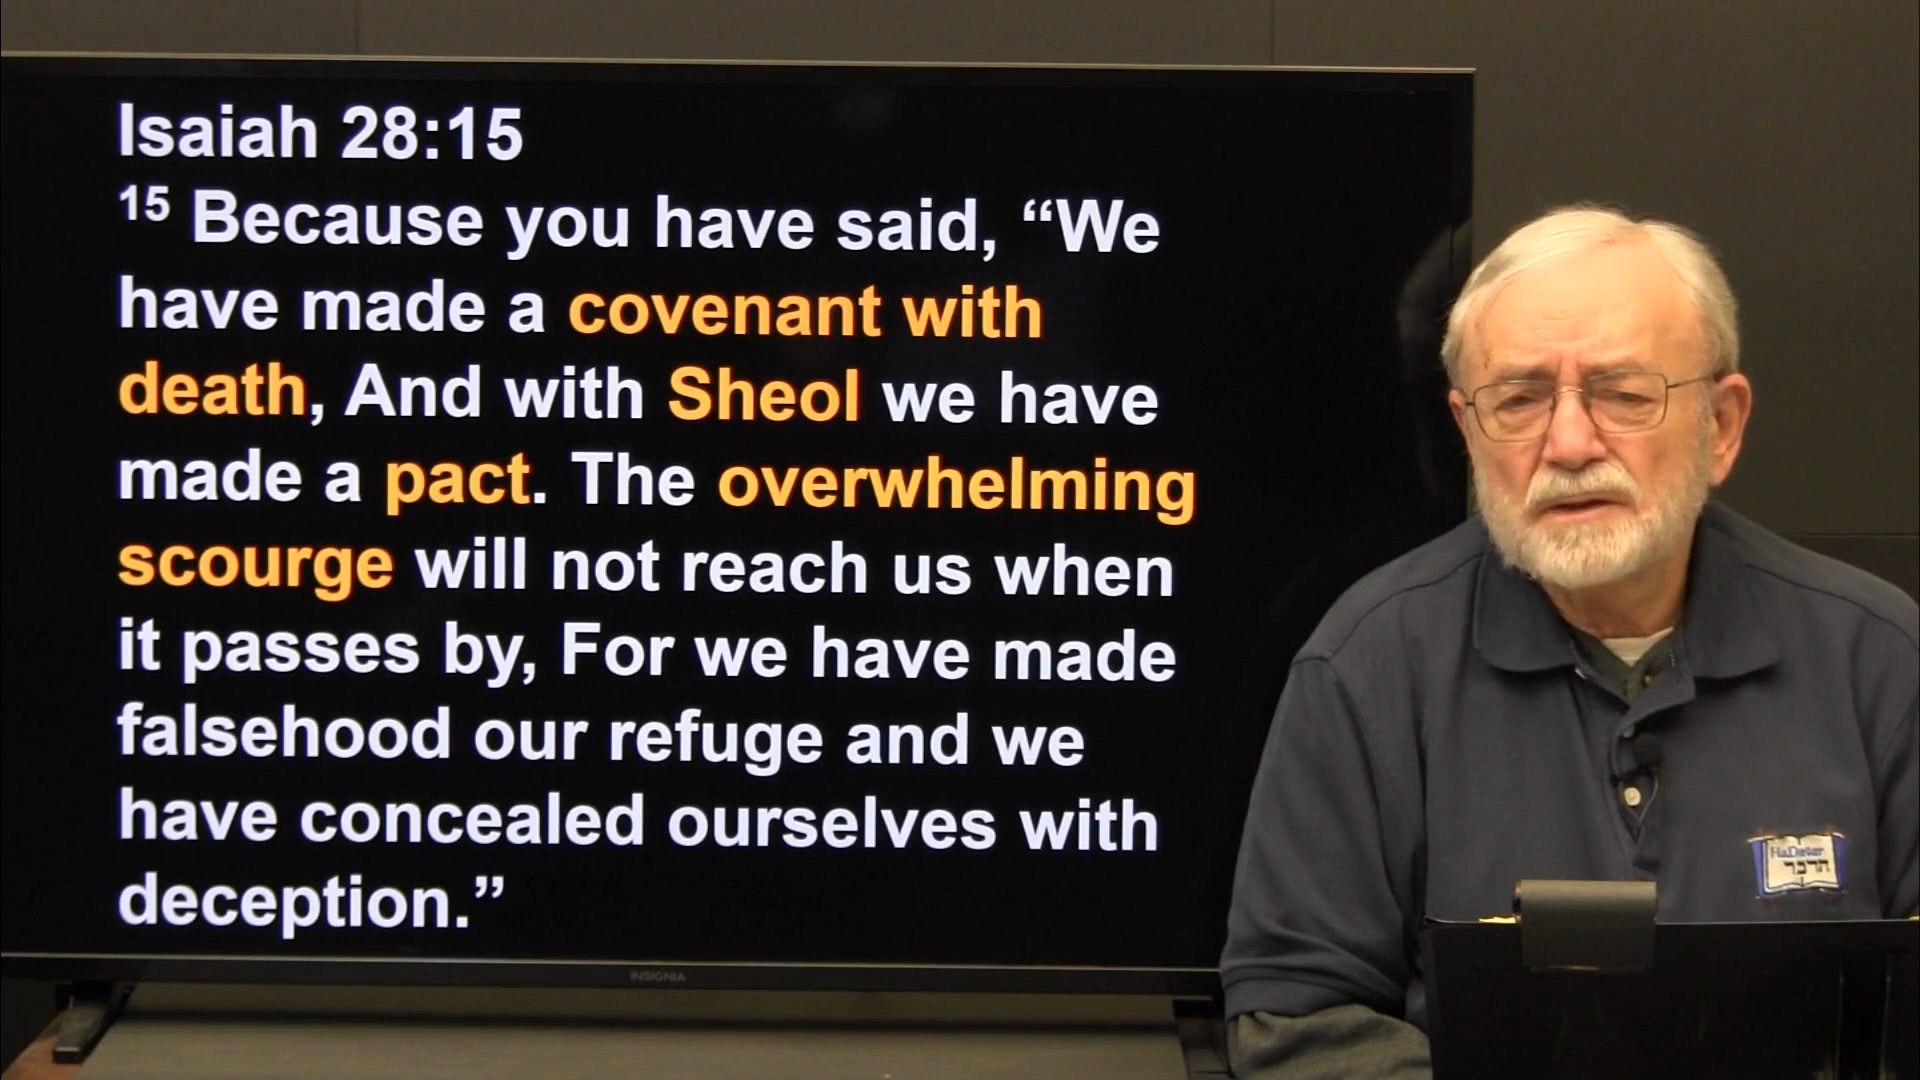 Isaiah 28:15
15 Because you have said, “We
have made a covenant with
death, And with Sheol we have
made a pact. The overwhelming
scourge will not reach us when
it passes by, For we have made
falsehood our refuge and we
have concealed ourselves with
deception.”
INSIGNIA
HaDavar
הדבר